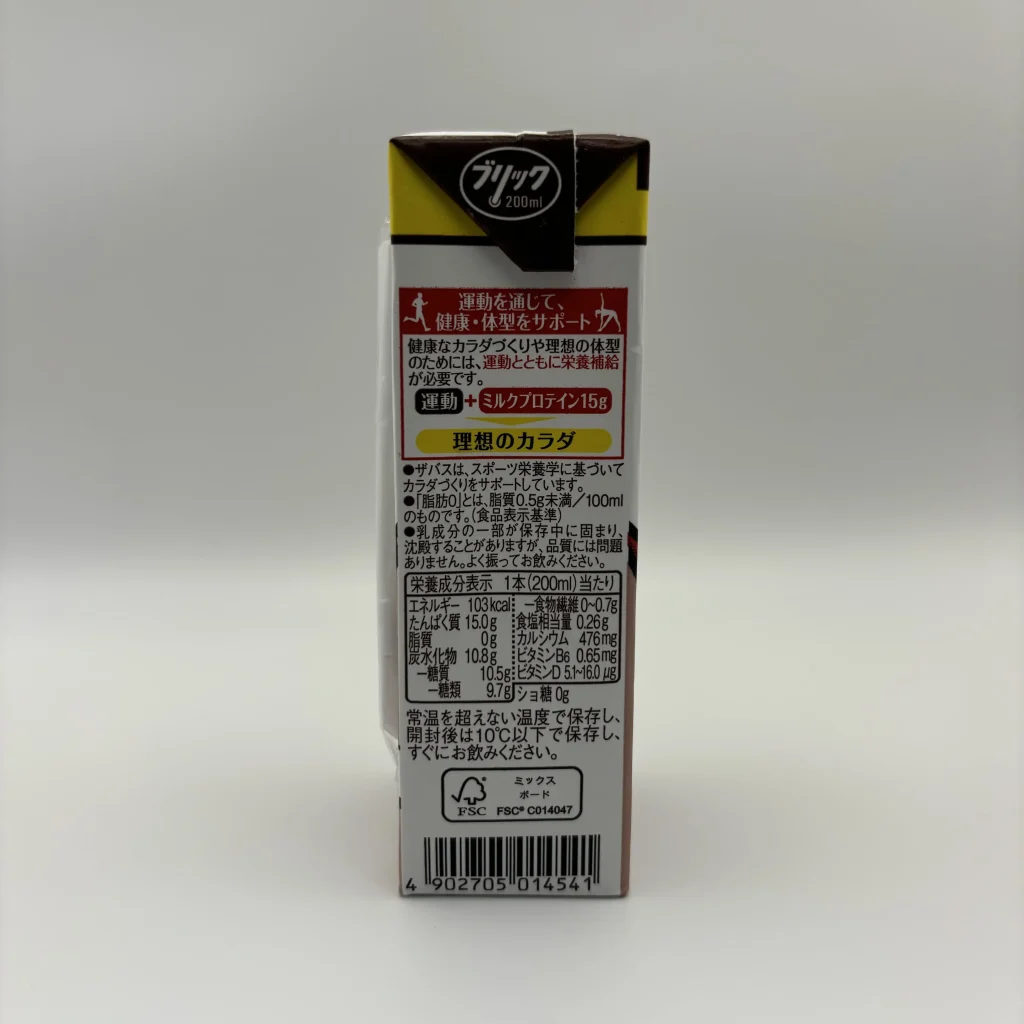 ブリック
200ml
運動を通じて、
健康・体型をサポート
健康なカラダづくりや理想の体型
のためには、運動とともに栄養補給
が必要です。
運動+ミルクプロテイン15g
理想のカラダ
●ザバスは、スポーツ栄養学に基づいて
カラダづくりをサポートしています。
●「脂肪0」とは、脂質0.5g未満/100ml
のものです。(食品表示基準)
●乳成分の一部が保存中に固まり、
沈殿することがありますが、品質には問題
ありません。よく振ってお飲みください。
栄養成分表示 1本(200ml)当たり
エネルギー 103kcal
たんぱく質 15.0g
脂質 0g
炭水化物 10.8g
ー糖質 10.5g
ー糖類 9.7g
ー食物繊維 0~0.7g
食塩相当量 0.26g
カルシウム 476mg
ビタミンB6 0.65mg
ビタミンD 5.1~16.0μg
ショ糖 0g
常温を超えない温度で保存し、
開封後は10℃以下で保存し、
すぐにお飲みください。
ミックス
ボード
FSC
FSC® C014047
4 902705 014541